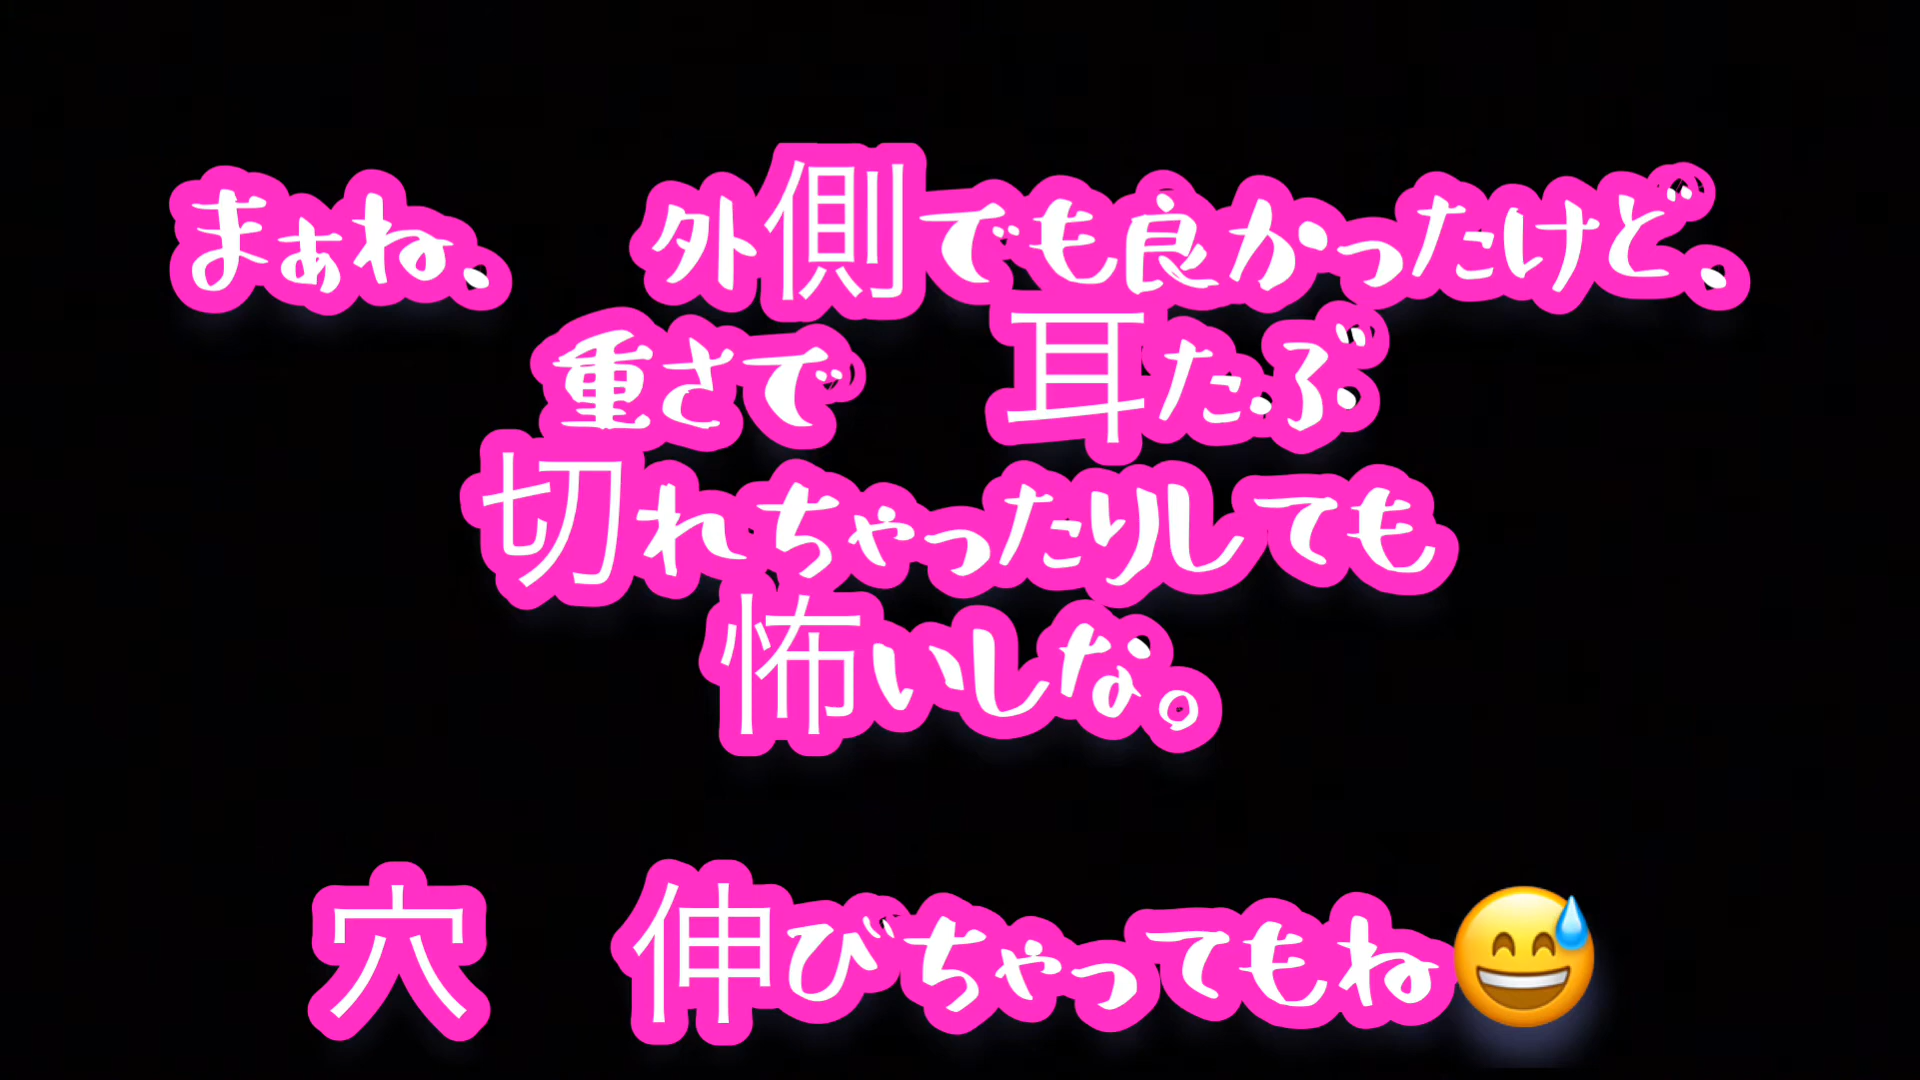 まぁね、　外側でも良かったけど、
重さで　耳たぶ
切れちゃったりしても
怖いしな。
穴　伸びちゃってもね😅